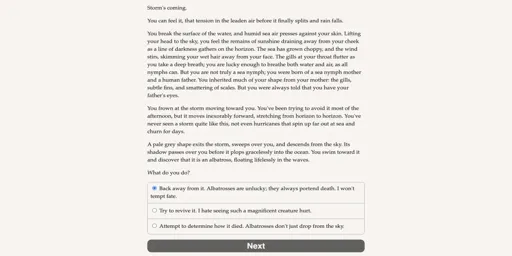 Storm's coming.
You can feel it, that tension in the leaden air before it finally splits and rain falls.
You break the surface of the water, and humid sea air presses against your skin. Lifting
your head to the sky, you feel the remains of sunshine draining away from your cheek
as a line of darkness gathers on the horizon. The sea has grown choppy, and the wind
stirs, skimming your wet hair away from your face. The gills at your throat flutter as
you take a deep breath; you are lucky enough to breathe both water and air, as all
nymphs can. But you are not truly a sea nymph; you were born of a sea nymph mother
and a human father. You inherited much of your shape from your mother: the gills,
subtle fins, and smattering of scales. But you were always told that you have your
father's eyes.
You frown at the storm moving toward you. You've been trying to avoid it most of the
afternoon, but it moves inexorably forward, stretching from horizon to horizon. You've
never seen a storm quite like this, not even hurricanes that spin up far out at sea and
churn for days.
A pale grey shape exits the storm, sweeps over you, and descends from the sky. Its
shadow passes over you before it plops gracelessly into the ocean. You swim toward it
and discover that it is an albatross, floating lifelessly in the waves.
What do you do?
Back away from it. Albatrosses are unlucky; they always portend death. I won't
tempt fate.
Try to revive it. I hate seeing such a magnificent creature hurt.
Attempt to determine how it died. Albatrosses don't just drop from the sky.
Next